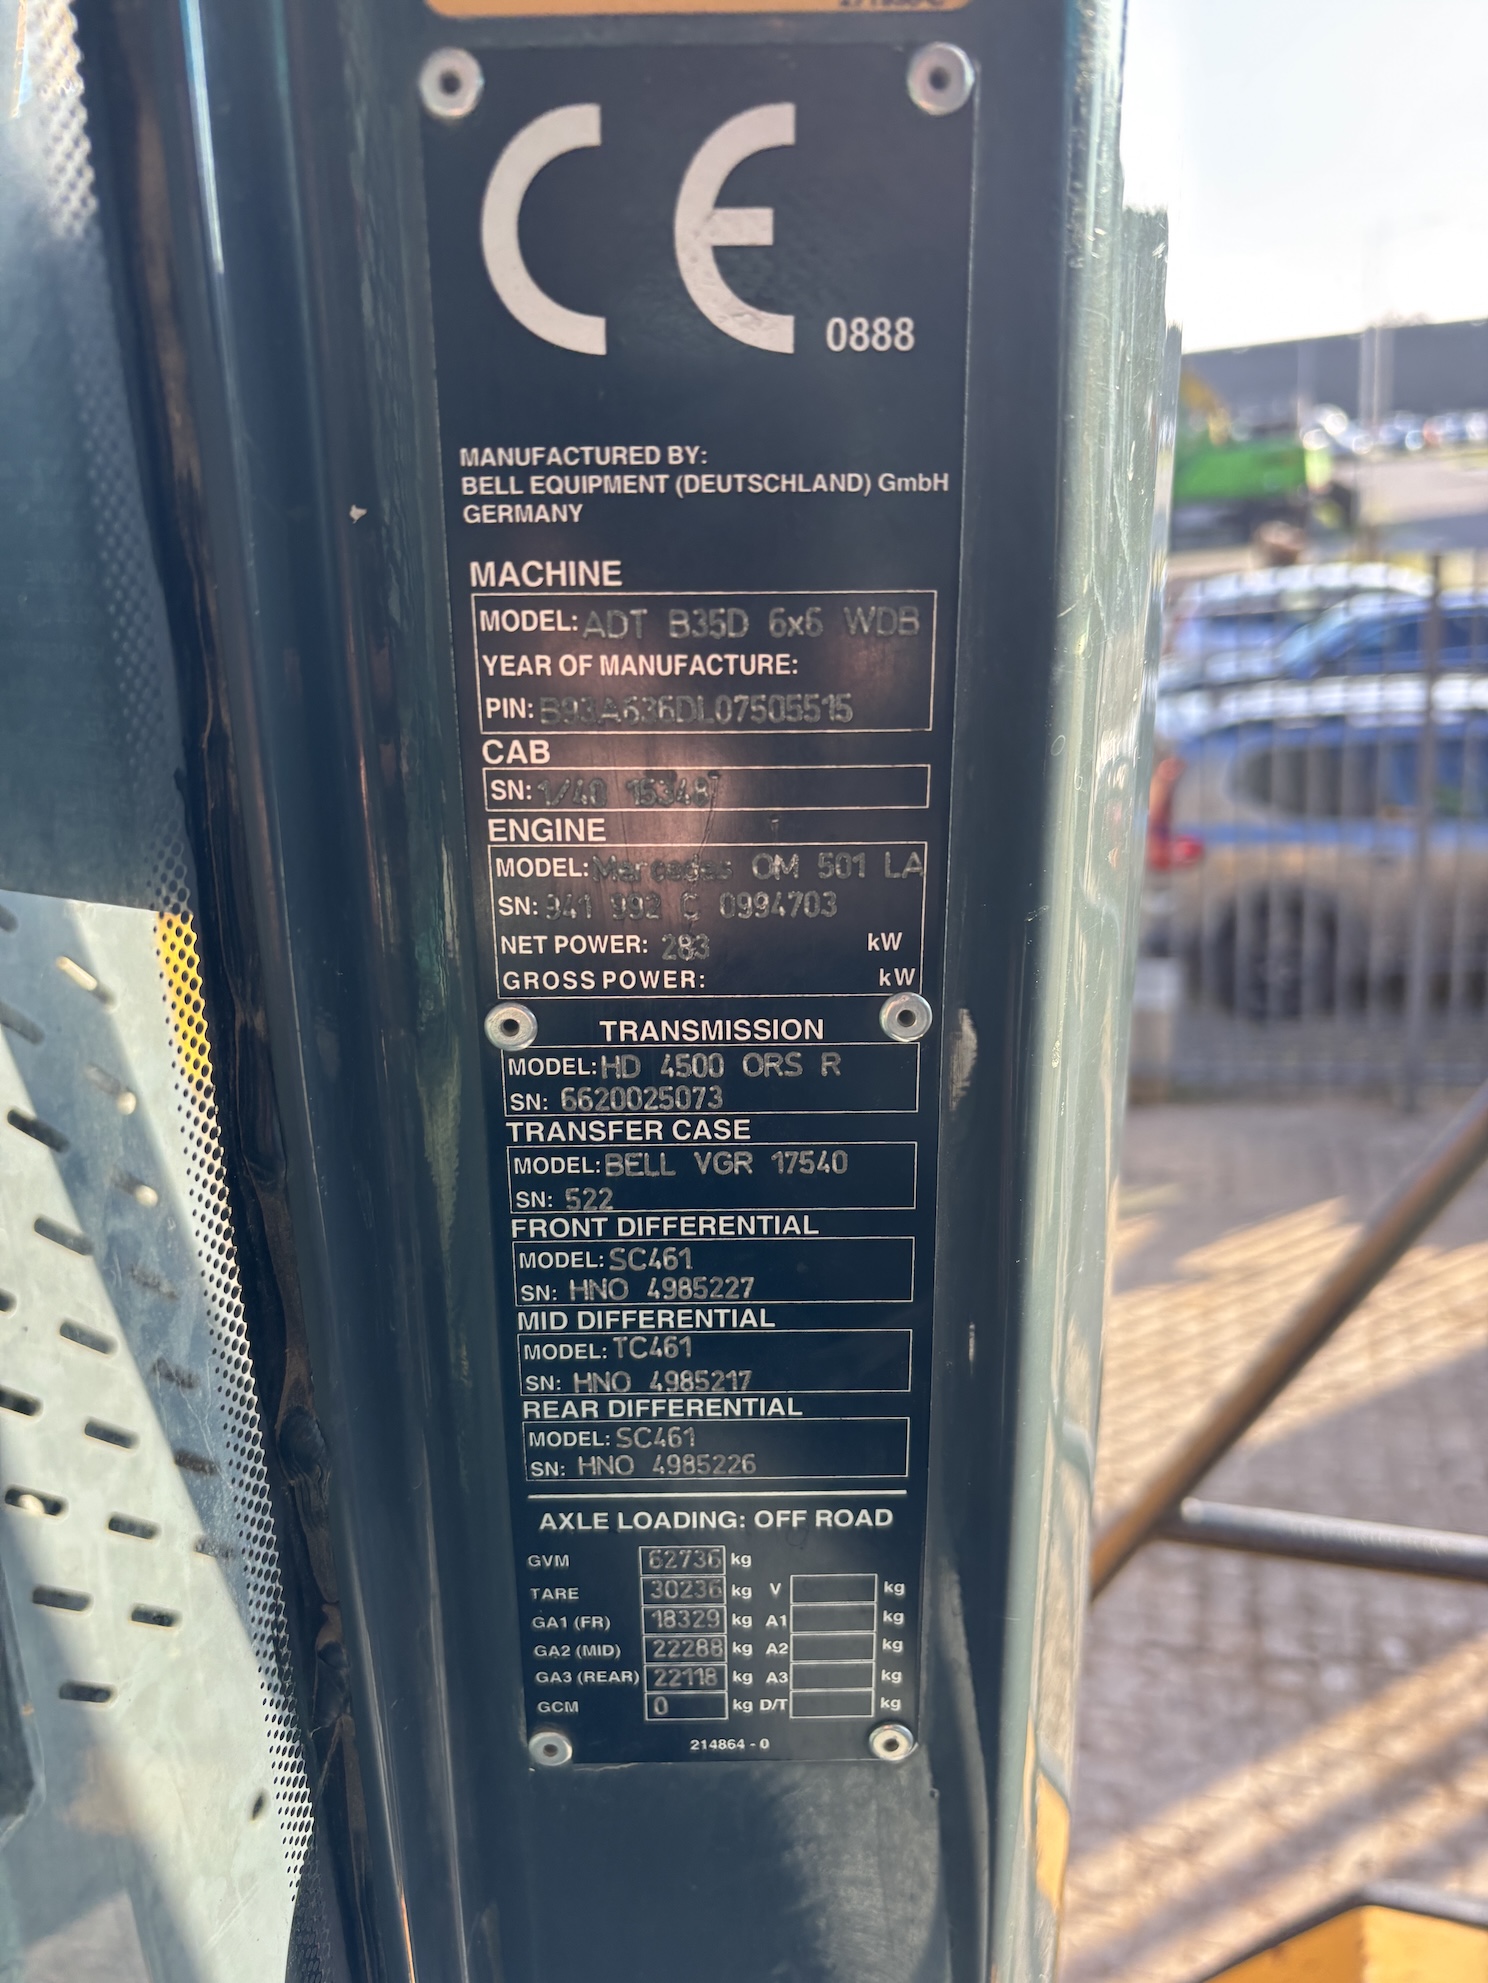 CE
0888
MANUFACTURED BY:
BELL EQUIPMENT (DEUTSCHLAND) GmbH
GERMANY
MACHINE
MODEL: ADT B35D 6x6 WDB
YEAR OF MANUFACTURE:
PIN: B93A636DL07505515
CAB
SN: 1/40 15348
ENGINE
MODEL: Mercedes OM 501 LA
SN: 941 992 C 0994703
NET POWER: 283 kW
GROSS POWER: kW
TRANSMISSION
MODEL: HD 4500 ORS R
SN: 6620025073
TRANSFER CASE
MODEL: BELL VGR 17540
SN: 522
FRONT DIFFERENTIAL
MODEL: SC461
SN: HNO 4985227
MID DIFFERENTIAL
MODEL: TC461
SN: HNO 4985217
REAR DIFFERENTIAL
MODEL: SC461
SN: HNO 4985226
AXLE LOADING: OFF ROAD
GVM 62736 kg
TARE 30236 kg V kg
GA1 (FR) 18329 kg A1 kg
GA2 (MID) 22288 kg A2 kg
GA3 (REAR) 22118 kg A3 kg
GCM 0 kg D/T kg
214864 - 0